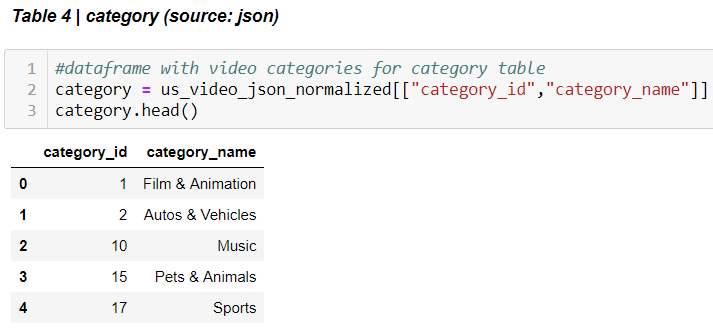 Table 4 | category (source: json)
1 #dataframe with video categories for category table
2 category = us_video_json_normalized[["category_id","category_name"]]
3 category.head()
category_id category_name
0 1 Film & Animation
1 2 Autos & Vehicles
2 10 Music
3 15 Pets & Animals
4 17 Sports